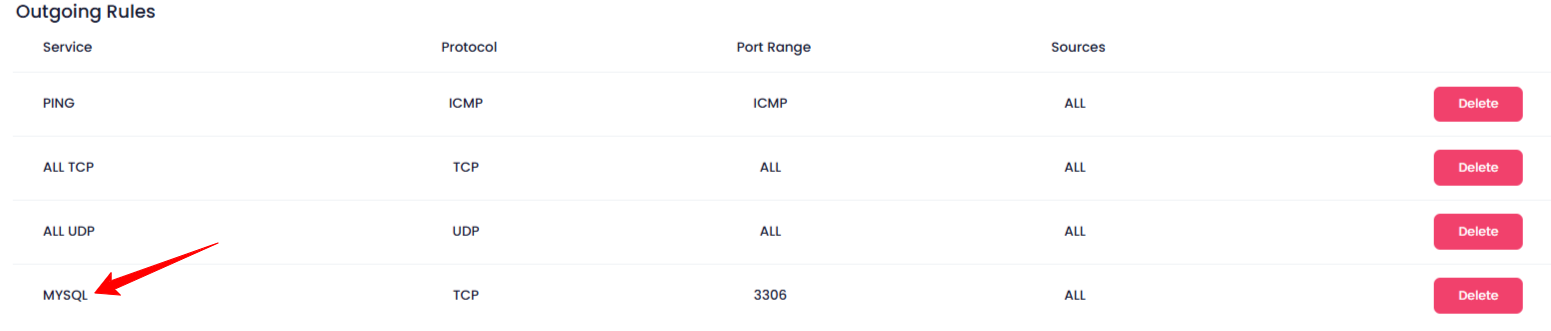 Outgoing Rules
Service Protocol Port Range Sources
PING ICMP ICMP ALL Delete
ALL TCP TCP ALL ALL Delete
ALL UDP UDP ALL ALL Delete
MYSQL TCP 3306 ALL Delete